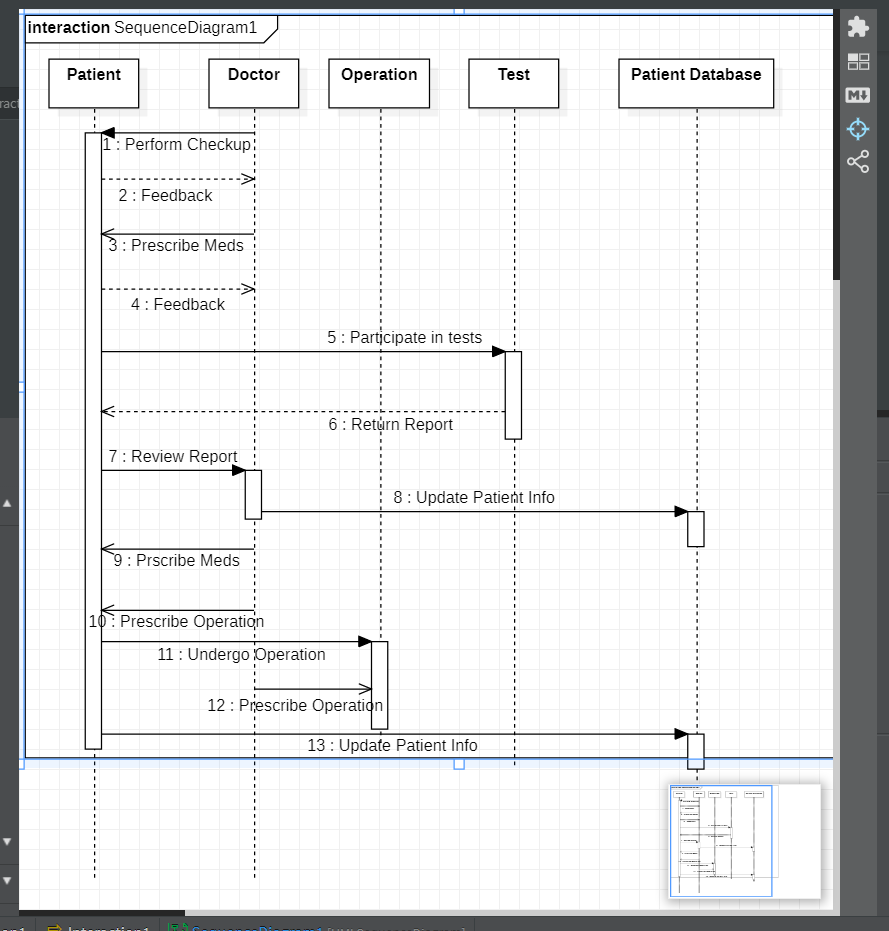 interaction SequenceDiagram1
Patient
Doctor
Operation
Test
Patient Database
M
1 : Perform Checkup
2 : Feedback
3 : Prescribe Meds
4 : Feedback
5 : Participate in tests
6 : Return Report
7 : Review Report
8 : Update Patient Info
9 : Prscribe Meds
10 : Prescribe Operation
11 : Undergo Operation
12 : Prescribe Operation
13 : Update Patient Info